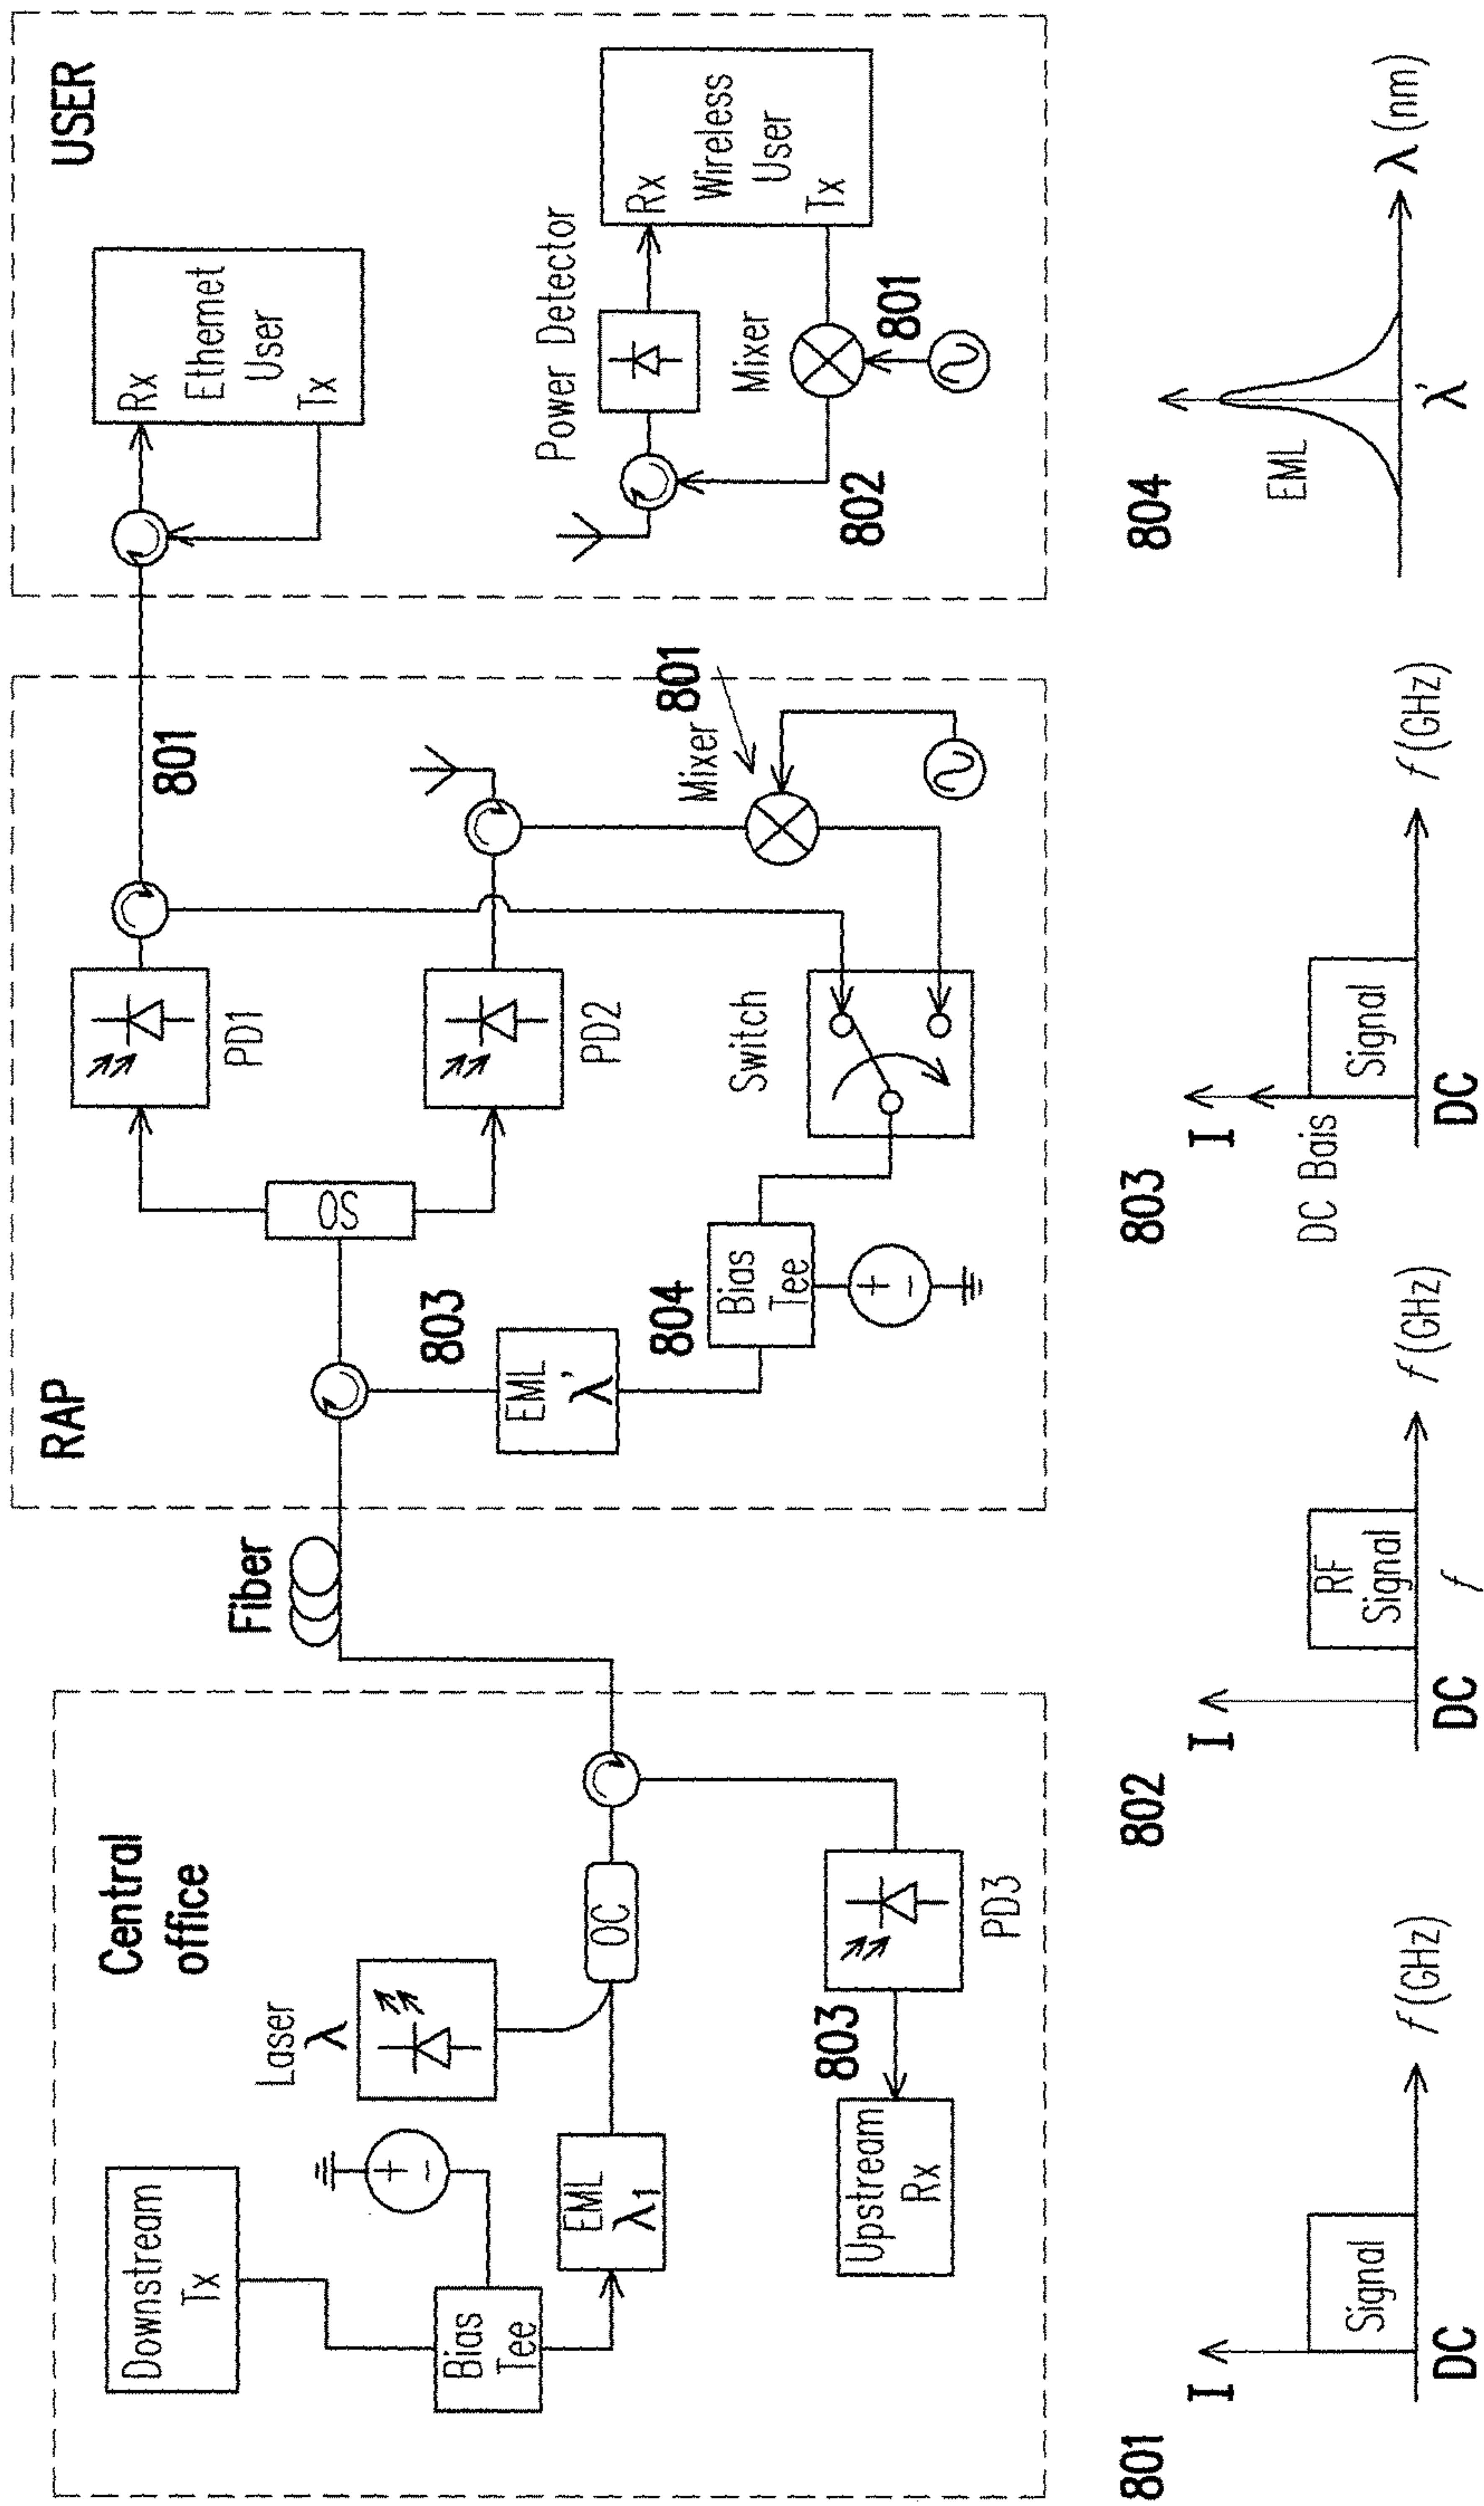 Central
office
Downstream
Tx
Bias
Tee
EML
λ1
Laser
λ
OC
Upstream
Rx
803
PD3
Fiber
RAP
803
EML
λ'
804
Bias
Tee
OS
PD1
PD2
Switch
Mixer
801
801
USER
Rx
Ethemet
User
Tx
Power Detector
Rx
Wireless
User
Tx
Mixer
801
802
801
I
Signal
DC
f (GHz)
802
I
RF
Signal
DC
f
f (GHz)
803
I
DC Bais
Signal
DC
f (GHz)
804
EML
λ'
λ (nm)